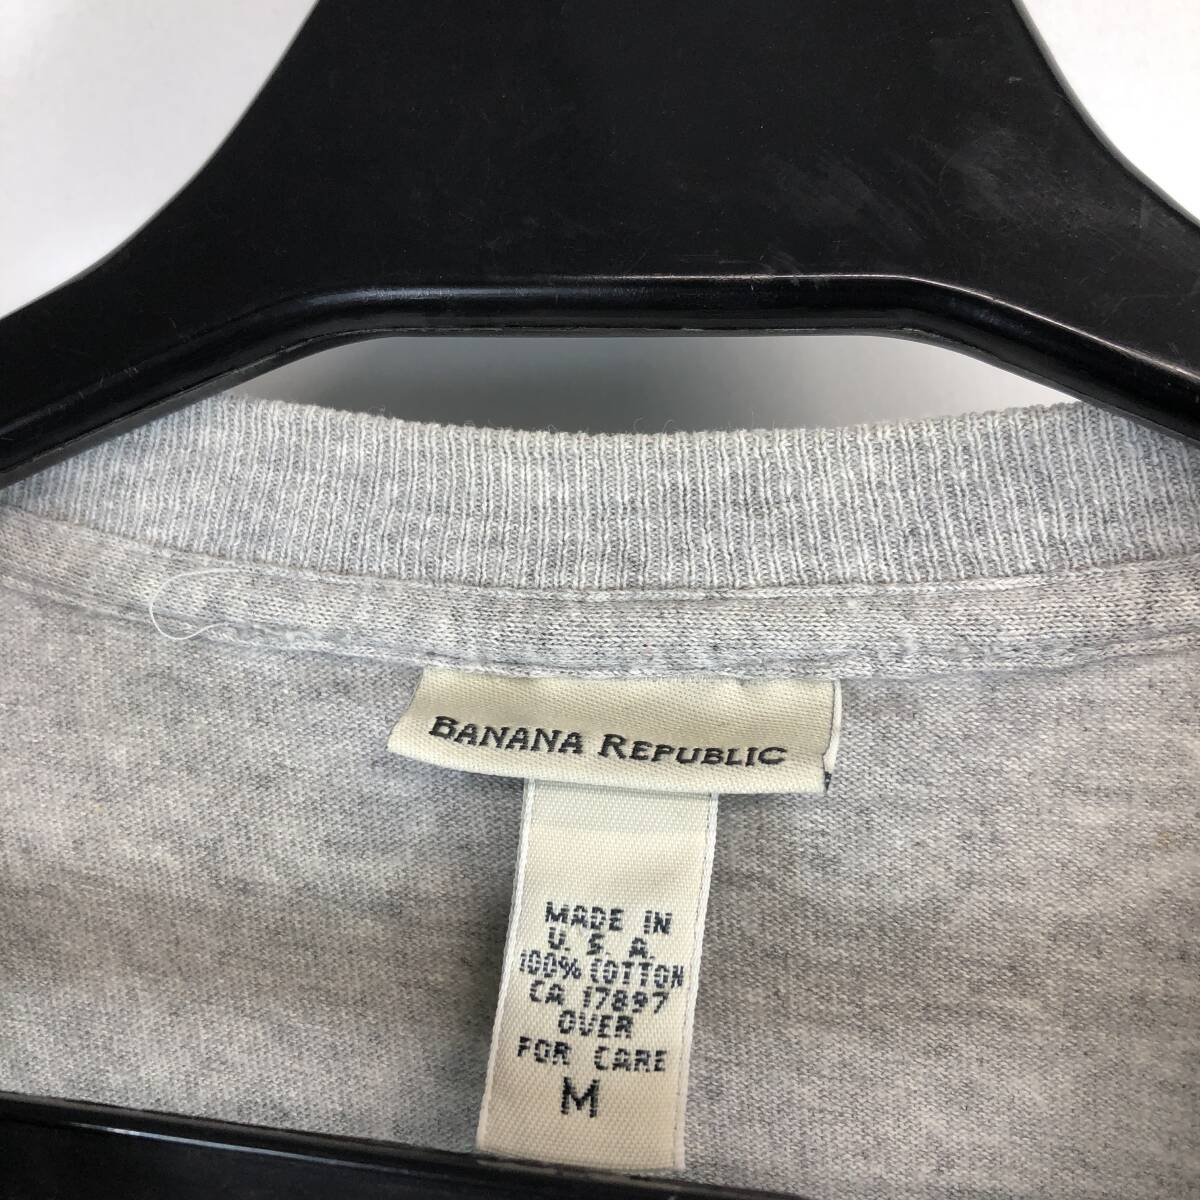 BANANA REPUBLIC
MADE IN
U. S. A.
100% COTTON
CA 17897
OVER
FOR CARE
M